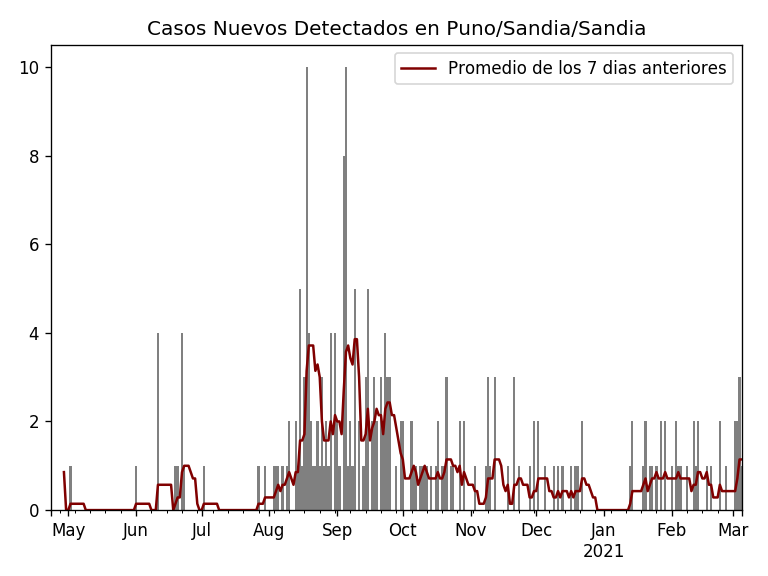 Casos Nuevos Detectados en Puno/Sandia/Sandia
Promedio de los 7 dias anteriores
10
8
6
4
2
0
May Jun Jul Aug Sep Oct Nov Dec Jan Feb Mar
2021